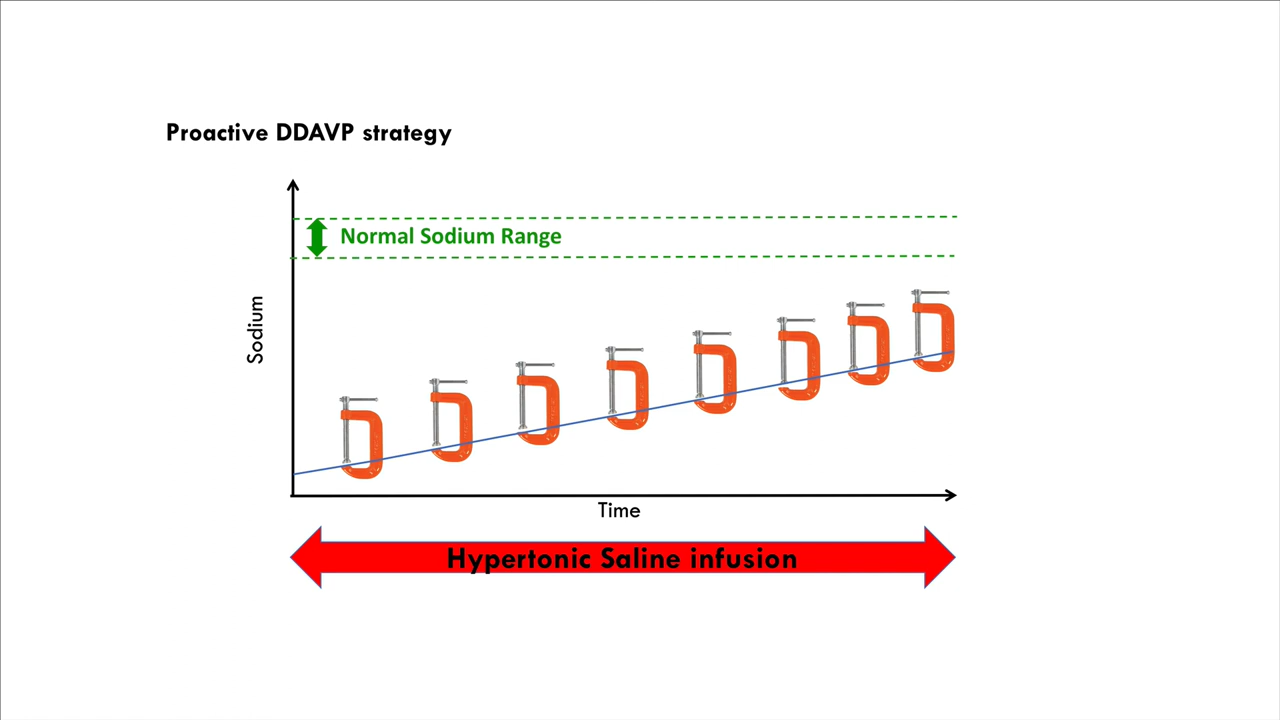 Proactive DDAVP strategy
Normal Sodium Range
Sodium
Time
Hypertonic Saline infusion